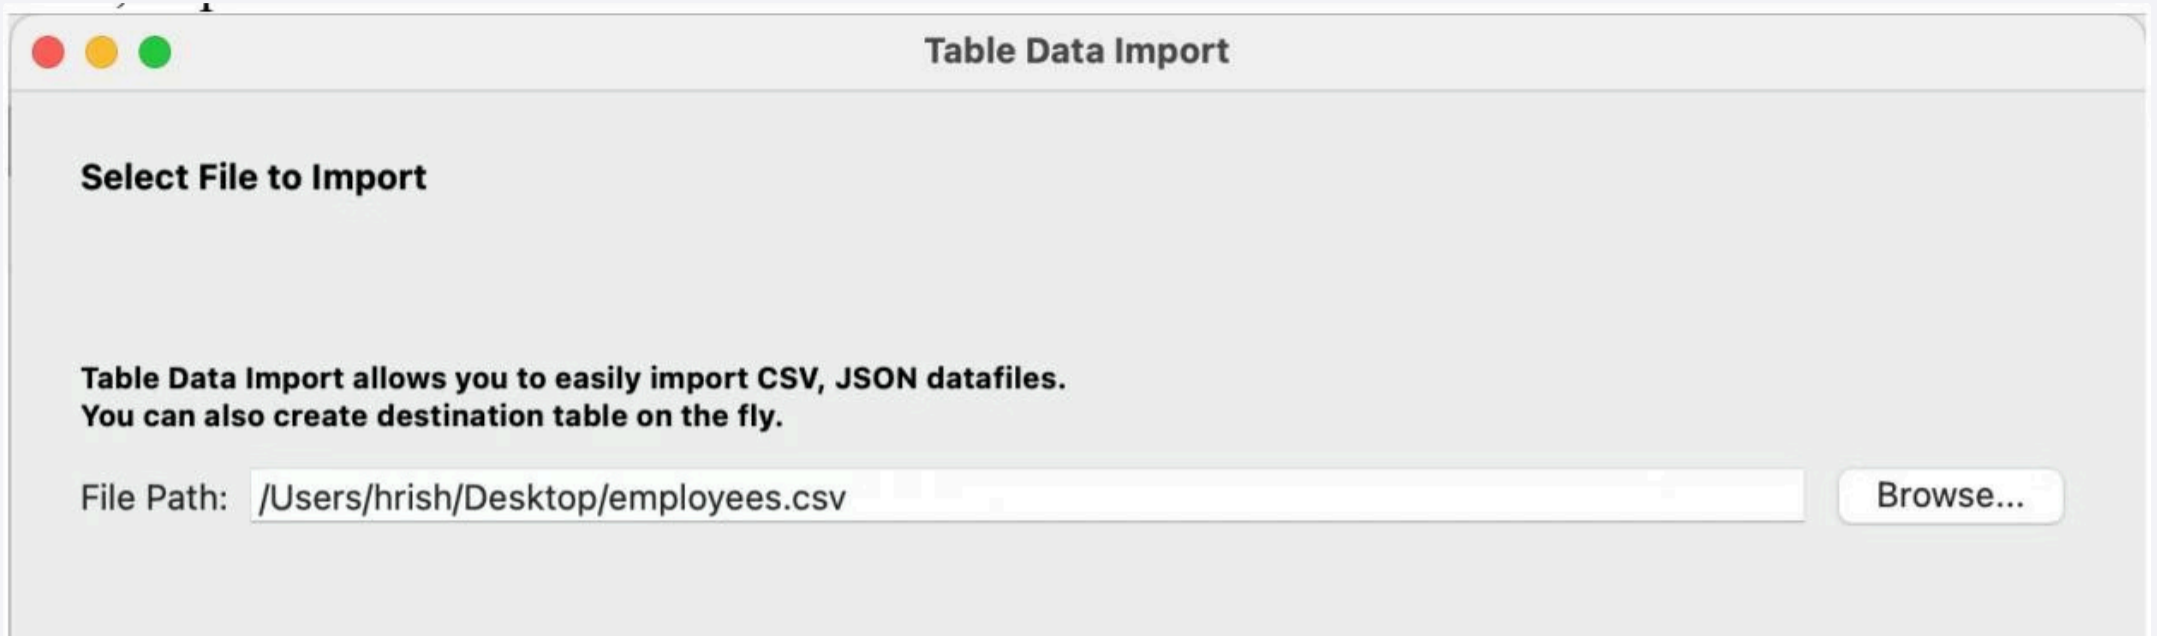 Table Data Import
Select File to Import
Table Data Import allows you to easily import CSV, JSON datafiles.
You can also create destination table on the fly.
File Path: /Users/hrish/Desktop/employees.csv Browse...